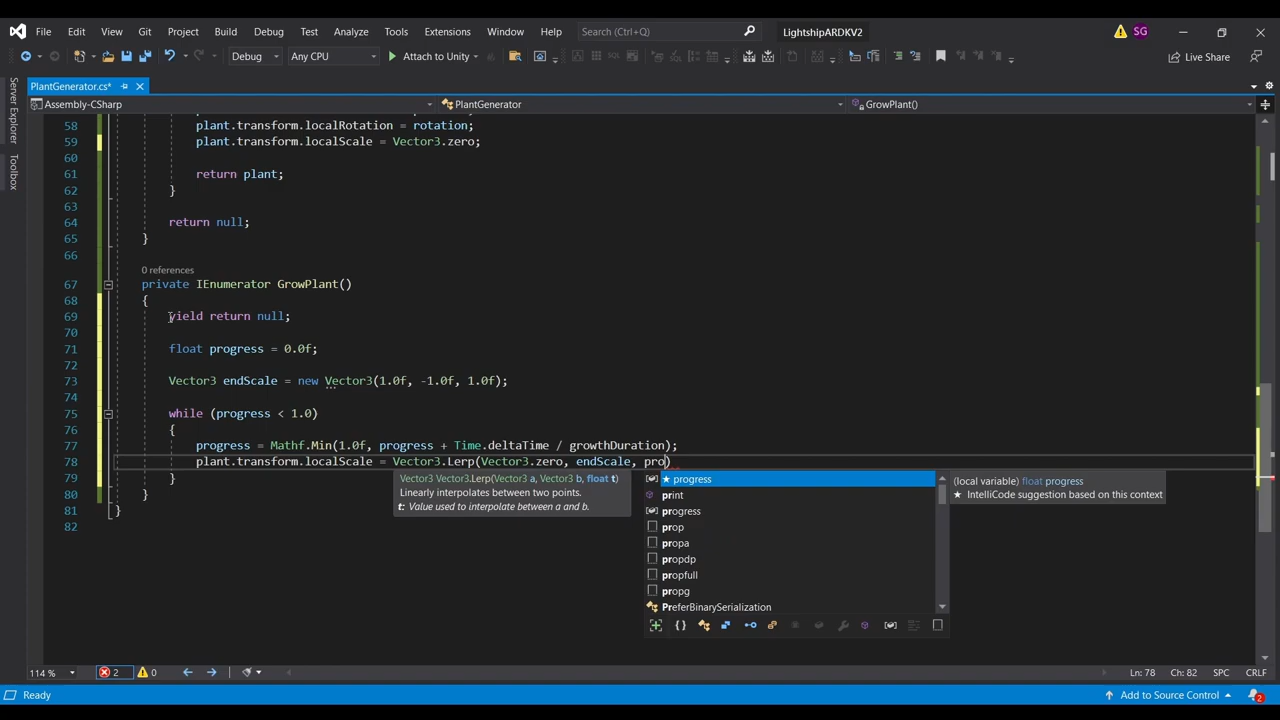 File Edit View Git Project Build Debug Test Analyze Tools Extensions Window Help Search (Ctrl+Q) LightshipARDKV2 SG
Debug Any CPU Attach to Unity Live Share
PlantGenerator.cs*
Assembly-CSharp PlantGenerator GrowPlant()
Server Explorer
Toolbox
58 plant.transform.localRotation = rotation;
59 plant.transform.localScale = Vector3.zero;
60
61 return plant;
62 }
63
64 return null;
65 }
66
0 references
67 private IEnumerator GrowPlant()
68 {
69 yield return null;
70
71 float progress = 0.0f;
72
73 Vector3 endScale = new Vector3(1.0f, -1.0f, 1.0f);
74
75 while (progress < 1.0)
76 {
77 progress = Mathf.Min(1.0f, progress + Time.deltaTime / growthDuration);
78 plant.transform.localScale = Vector3.Lerp(Vector3.zero, endScale, pro)
79 }
80 }
81 }
82
Vector3 Vector3.Lerp(Vector3 a, Vector3 b, float t)
Linearly interpolates between two points.
t: Value used to interpolate between a and b.
★ progress
print
progress
prop
propa
propdp
propfull
propg
PreferBinarySerialization
(local variable) float progress
★ IntelliCode suggestion based on this context
114 % 2 0 Ln: 78 Ch: 82 SPC CRLF
Ready Add to Source Control 2